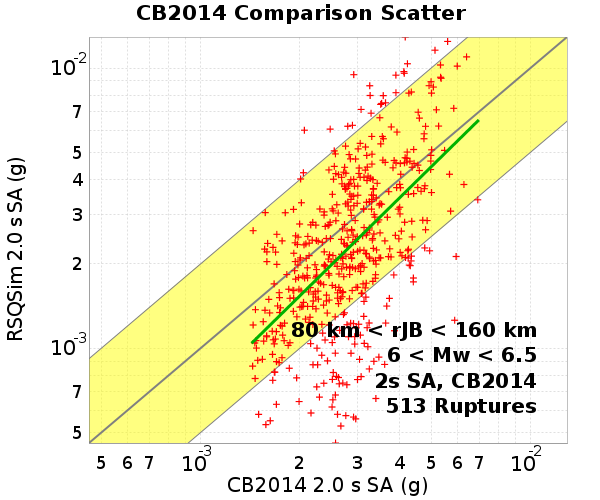 CB2014 Comparison Scatter
RSQSim 2.0 s SA (g)
10-2
7
5
4
3
2
10-3
7
5
80 km < rJB < 160 km
6 < Mw < 6.5
2s SA, CB2014
513 Ruptures
5 6 7 10-3 2 3 4 5 6 7 10-2
CB2014 2.0 s SA (g)